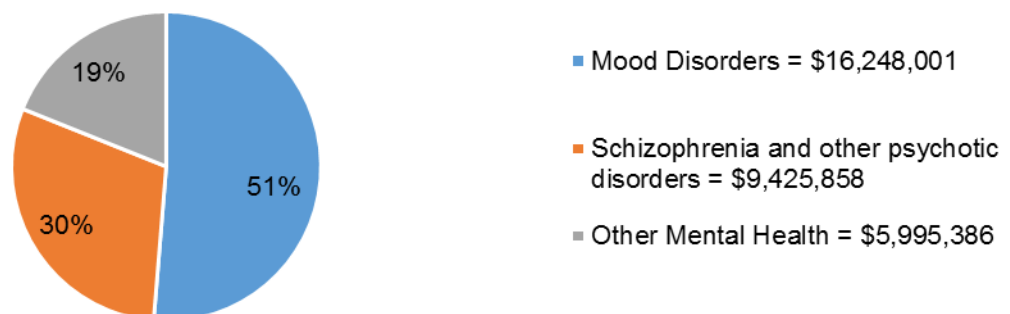 19%
51%
30%
Mood Disorders = $16,248,001
Schizophrenia and other psychotic
disorders = $9,425,858
Other Mental Health = $5,995,386